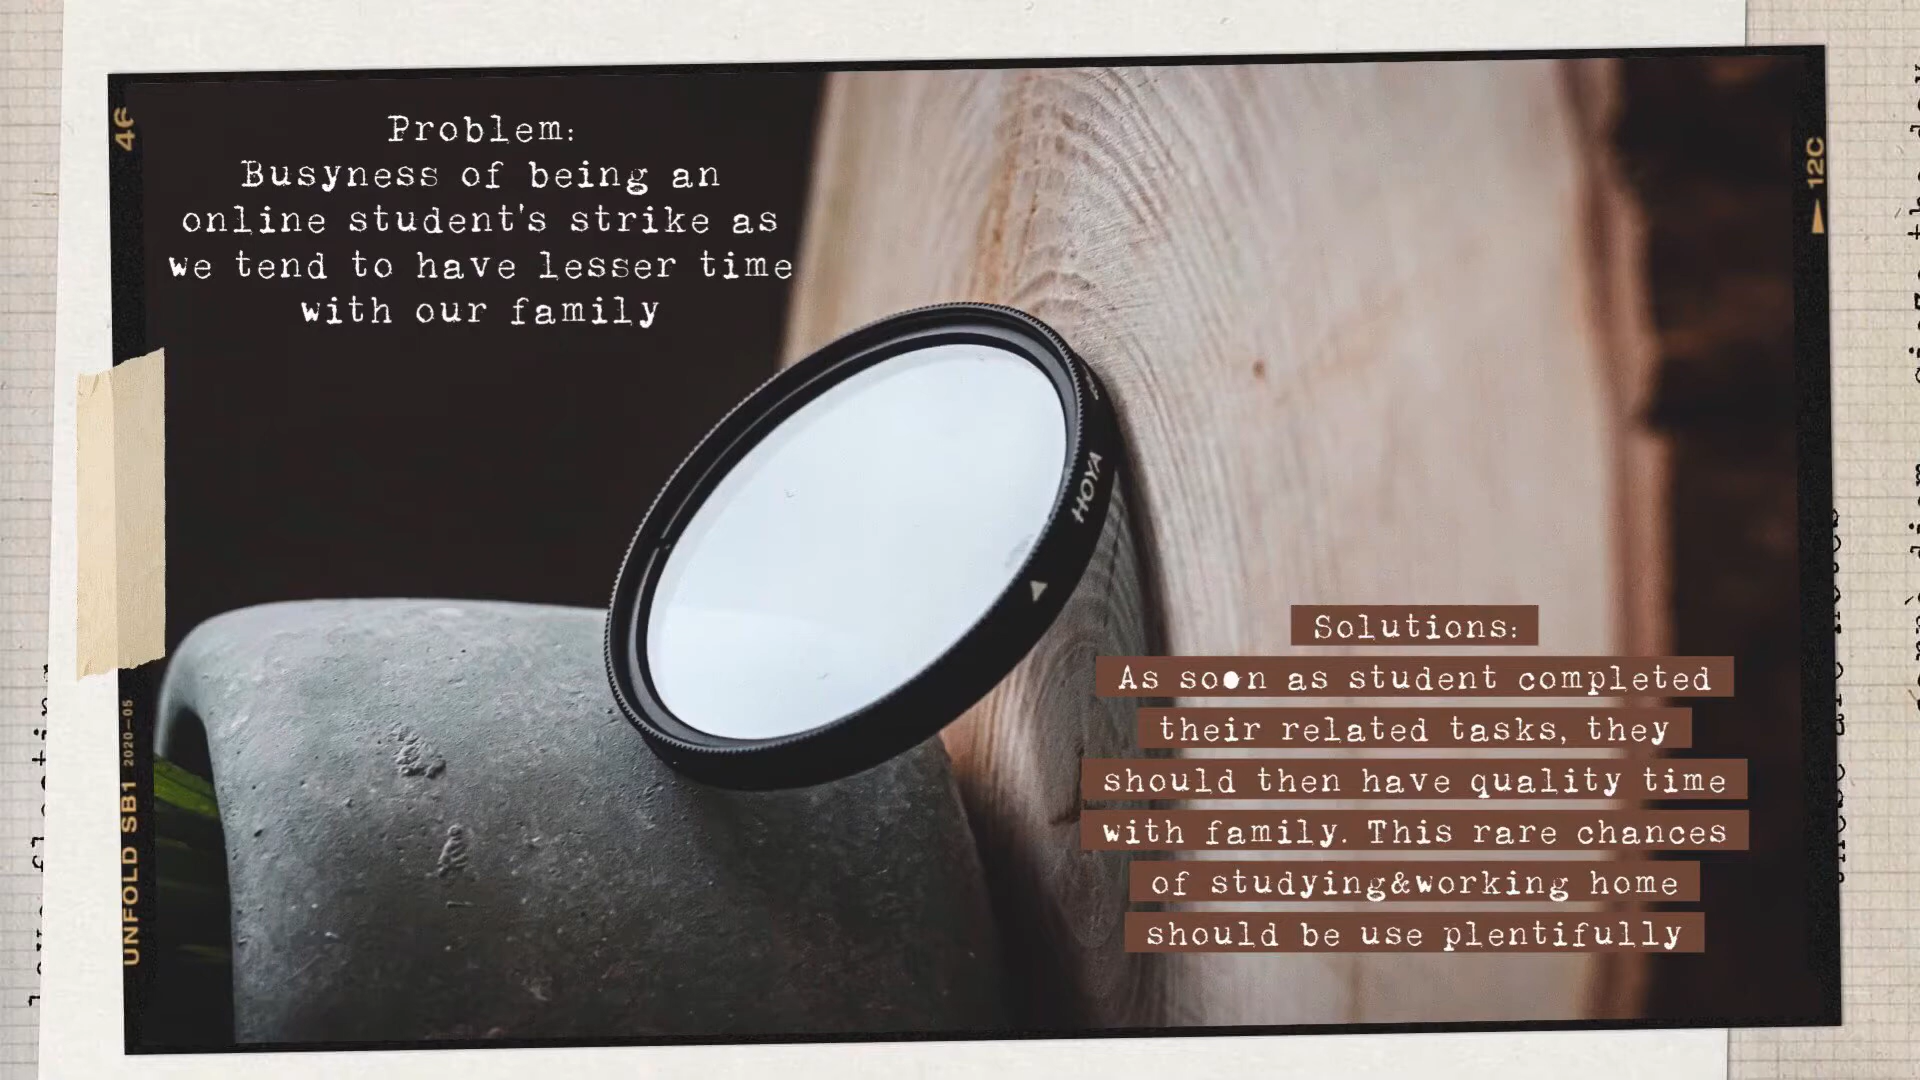 46
Problem:
Busyness of being an
online student's strike as
we tend to have lesser time
with our family
12C
HOYA
Solutions:
As soon as student completed
their related tasks, they
should then have quality time
with family. This rare chances
of studying&working home
should be use plentifully
UNFOLD SB1 2020-05